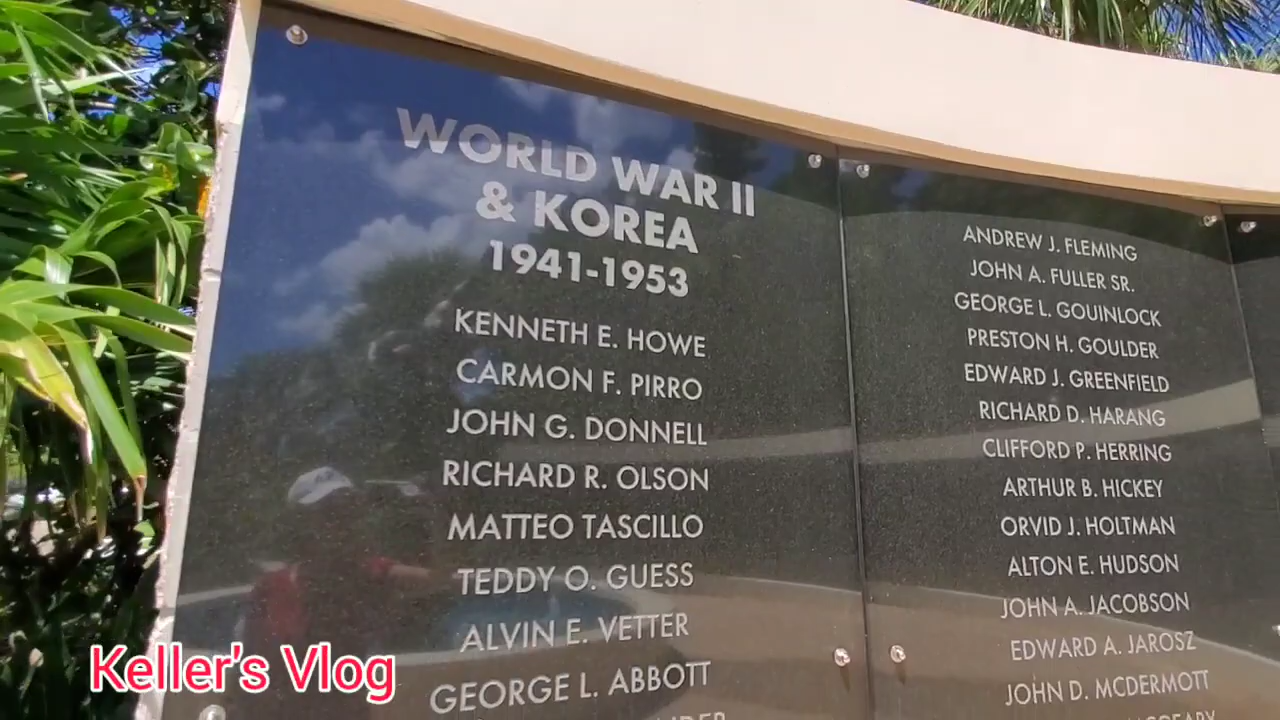 WORLD WAR II
& KOREA
1941-1953
KENNETH E. HOWE
CARMON F. PIRRO
JOHN G. DONNELL
RICHARD R. OLSON
MATTEO TASCILLO
TEDDY O. GUESS
ALVIN E. VETTER
GEORGE L. ABBOTT
ANDREW J. FLEMING
JOHN A. FULLER SR.
GEORGE L. GOUINLOCK
PRESTON H. GOULDER
EDWARD J. GREENFIELD
RICHARD D. HARANG
CLIFFORD P. HERRING
ARTHUR B. HICKEY
ORVID J. HOLTMAN
ALTON E. HUDSON
JOHN A. JACOBSON
EDWARD A. JAROSZ
JOHN D. MCDERMOTT
Keller's Vlog